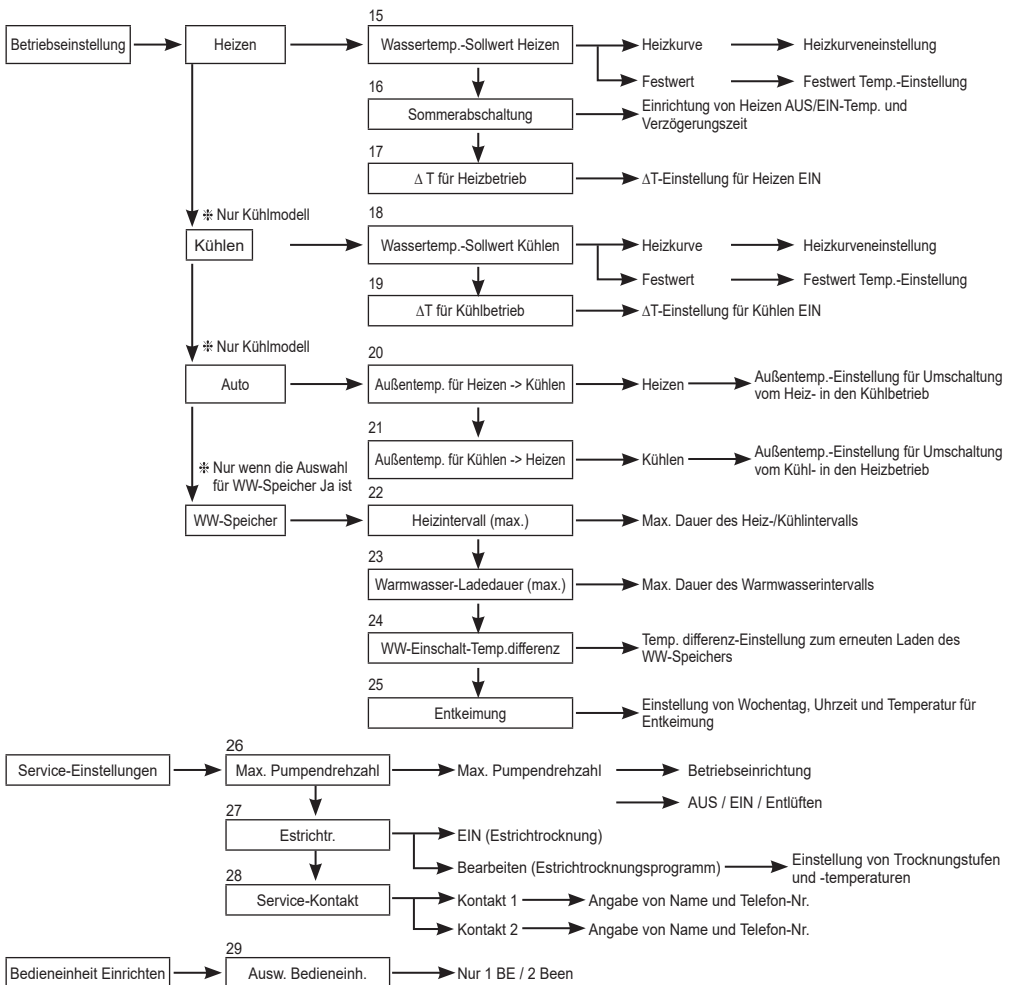 15
Betriebseinstellung Heizen Wassertemp.-Sollwert Heizen Heizkurve Heizkurveneinstellung
Festwert Festwert Temp.-Einstellung
16
Sommerabschaltung Einrichtung von Heizen AUS/EIN-Temp. und
Verzögerungszeit
17
Δ T für Heizbetrieb ΔT-Einstellung für Heizen EIN
⁜ Nur Kühlmodell
18
Kühlen Wassertemp.-Sollwert Kühlen Heizkurve Heizkurveneinstellung
Festwert Festwert Temp.-Einstellung
19
ΔT für Kühlbetrieb ΔT-Einstellung für Kühlen EIN
⁜ Nur Kühlmodell
20
Auto Außentemp. für Heizen -> Kühlen Heizen Außentemp.-Einstellung für Umschaltung
vom Heiz- in den Kühlbetrieb
21
Außentemp. für Kühlen -> Heizen Kühlen Außentemp.-Einstellung für Umschaltung
vom Kühl- in den Heizbetrieb
⁜ Nur wenn die Auswahl
für WW-Speicher Ja ist
22
WW-Speicher Heizintervall (max.) Max. Dauer des Heiz-/Kühlintervalls
23
Warmwasser-Ladedauer (max.) Max. Dauer des Warmwasserintervalls
24
WW-Einschalt-Temp.differenz Temp. differenz-Einstellung zum erneuten Laden des
WW-Speichers
25
Entkeimung Einstellung von Wochentag, Uhrzeit und Temperatur für
Entkeimung
26
Service-Einstellungen Max. Pumpendrehzahl Max. Pumpendrehzahl Betriebseinrichtung
AUS / EIN / Entlüften
27
Estrichtr. EIN (Estrichtrocknung)
Bearbeiten (Estrichtrocknungsprogramm) Einstellung von Trocknungstufen
und -temperaturen
28
Service-Kontakt Kontakt 1 Angabe von Name und Telefon-Nr.
Kontakt 2 Angabe von Name und Telefon-Nr.
29
Bedieneinheit Einrichten Ausw. Bedieneinh. Nur 1 BE / 2 Been